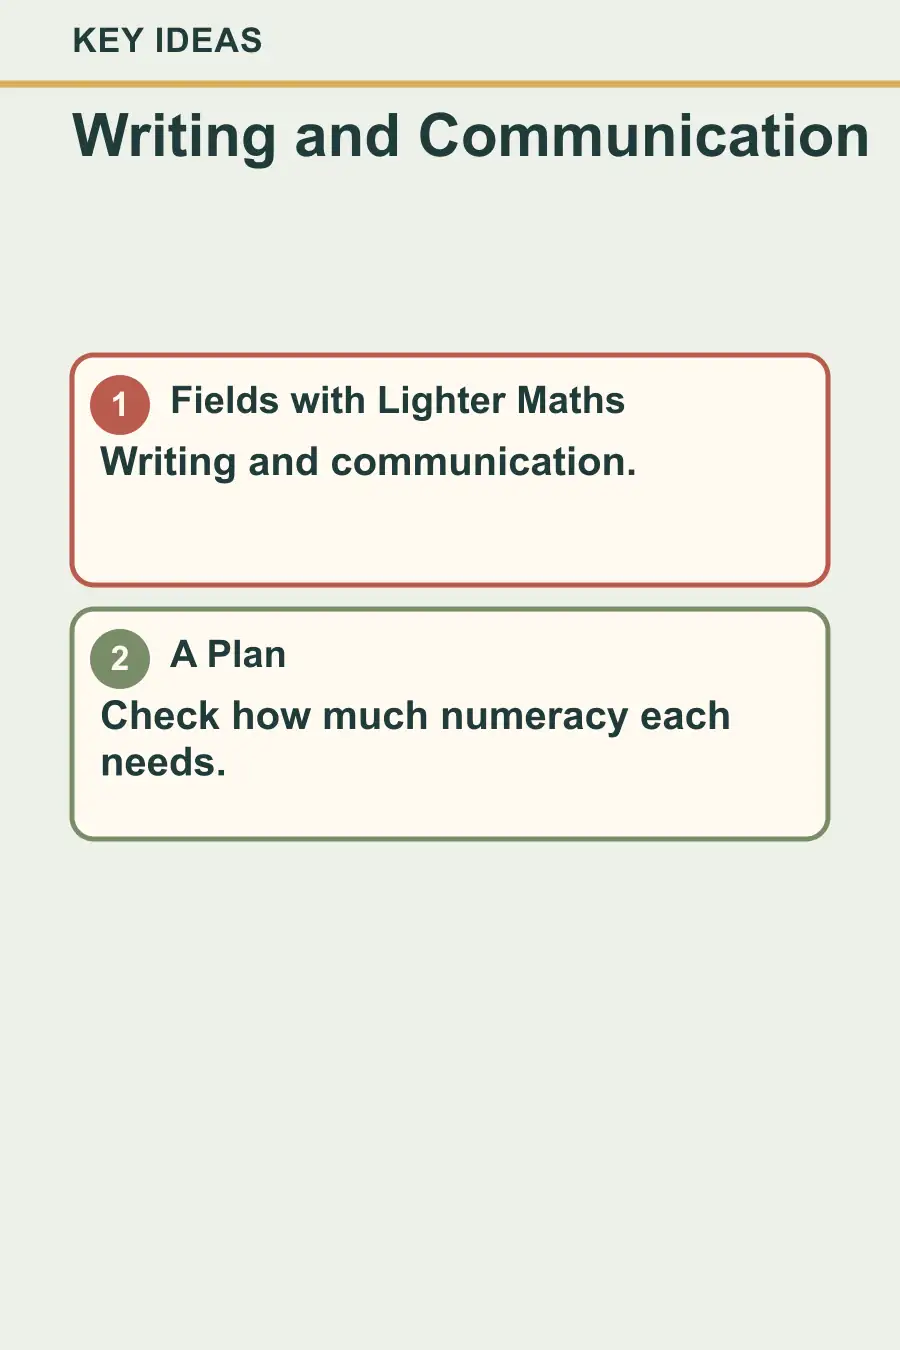 KEY IDEAS
Writing and Communication
1 Fields with Lighter Maths
Writing and communication.
2 A Plan
Check how much numeracy each
needs.